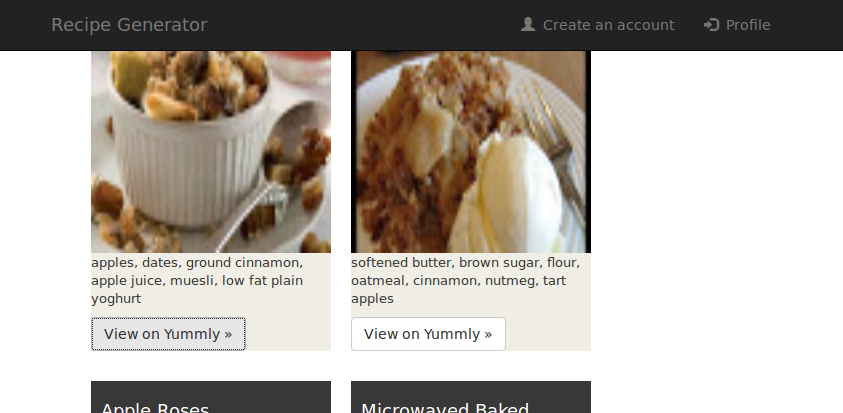 Recipe Generator
Create an account
Profile
apples, dates, ground cinnamon,
apple juice, muesli, low fat plain
yoghurt
View on Yummly »
softened butter, brown sugar, flour,
oatmeal, cinnamon, nutmeg, tart
apples
View on Yummly »
Apple Roses
Microwaved Baked